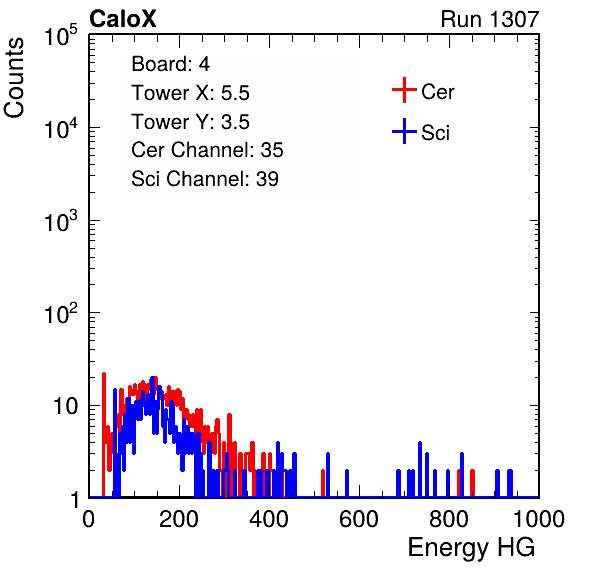 CaloX Run 1307
Counts
Board: 4
Tower X: 5.5
Tower Y: 3.5
Cer Channel: 35
Sci Channel: 39
Cer
Sci
10^5
10^4
10^3
10^2
10
1
0 200 400 600 800 1000
Energy HG